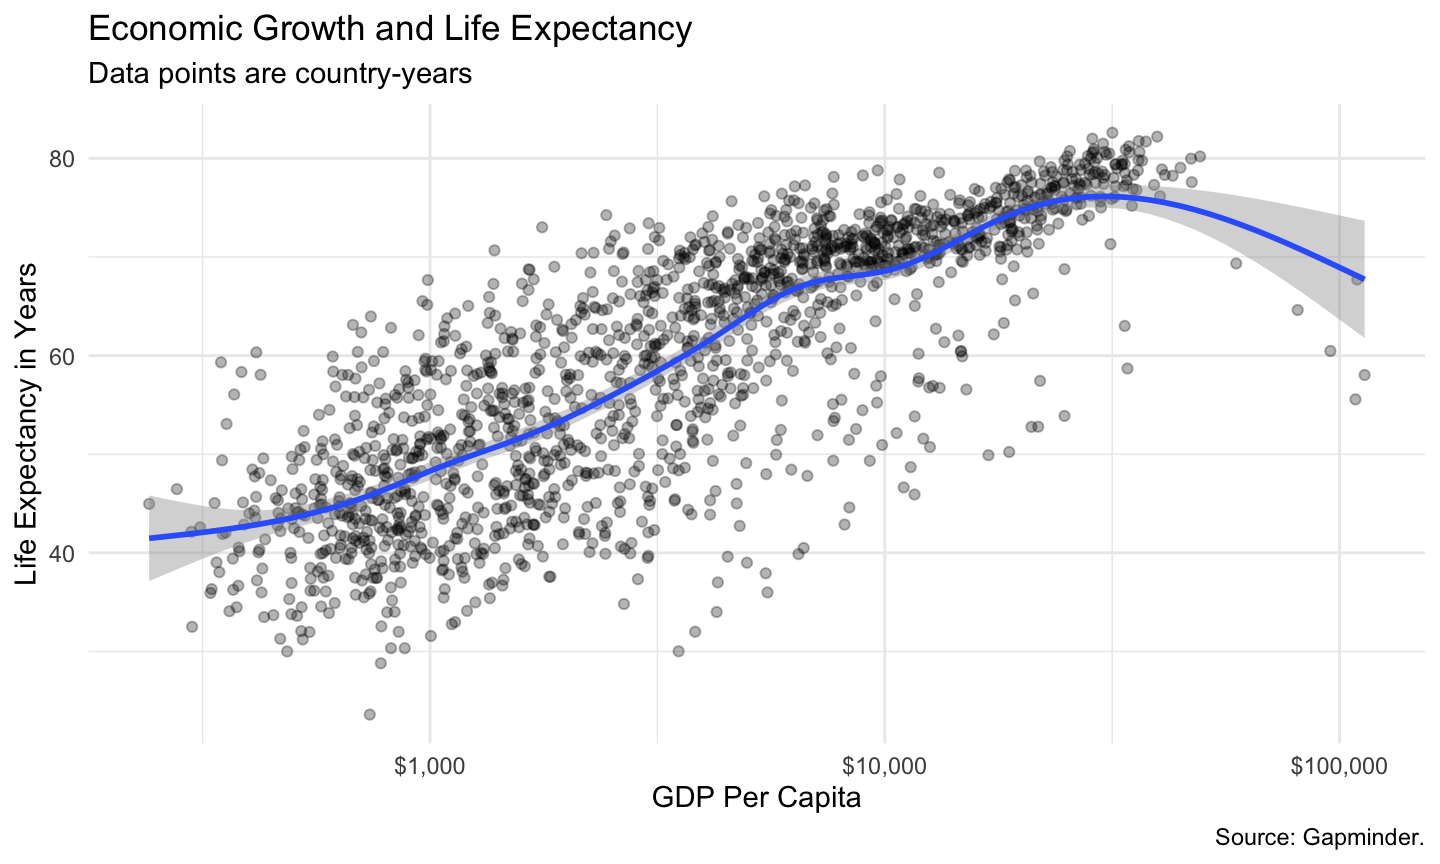 Economic Growth and Life Expectancy
Data points are country-years
Life Expectancy in Years
80
60
40
$1,000
$10,000
$100,000
GDP Per Capita
Source: Gapminder.